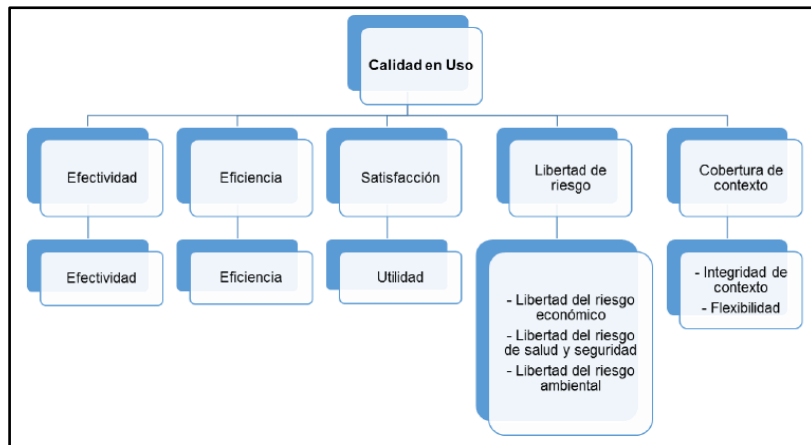 Calidad en Uso
Efectividad
Eficiencia
Satisfacción
Libertad de
riesgo
Cobertura de
contexto
Efectividad
Eficiencia
Utilidad
- Libertad del riesgo
económico
- Libertad del riesgo
de salud y seguridad
- Libertad del riesgo
ambiental
- Integridad de
contexto
- Flexibilidad